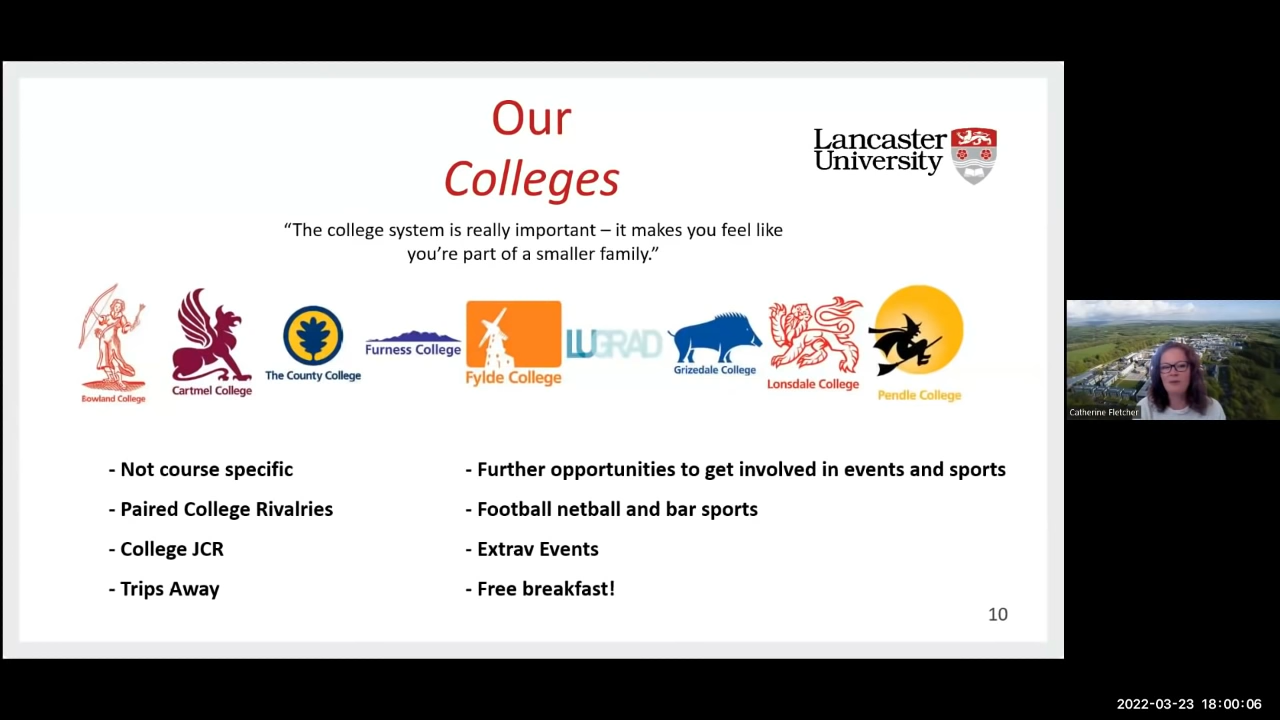 Our
Colleges
Lancaster
University
“The college system is really important – it makes you feel like
you’re part of a smaller family.”
Bowland College
Cartmel College
The County College
Furness College
Fylde College
LUGRAD
Grizedale College
Lonsdale College
Pendle College
- Not course specific
- Paired College Rivalries
- College JCR
- Trips Away
- Further opportunities to get involved in events and sports
- Football netball and bar sports
- Extrav Events
- Free breakfast!
10
Catherine Fletcher
2022-03-23 18:00:06